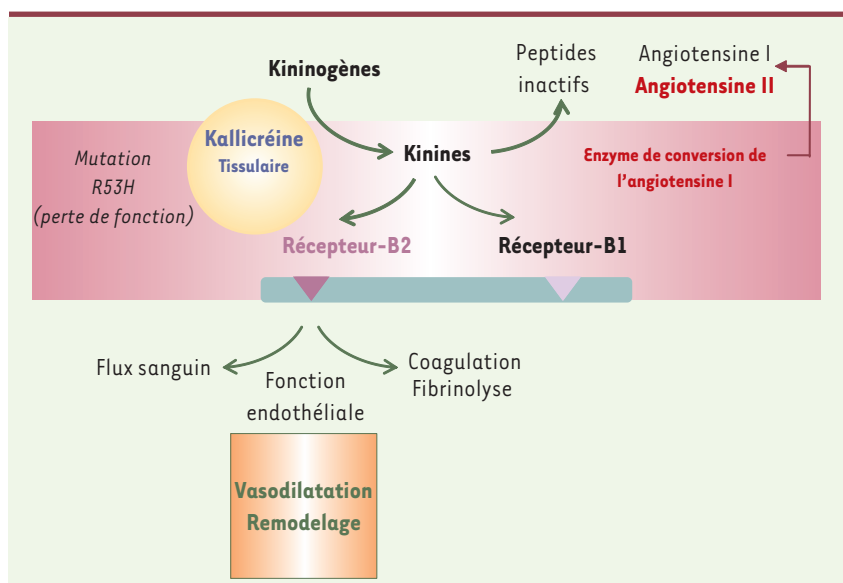 Kininogènes
Peptides
inactifs
Angiotensine I
Angiotensine II
Mutation
R53H
(perte de fonction)
Kallicréine
Tissulaire
Kinines
Enzyme de conversion de
l'angiotensine I
Récepteur-B2
Récepteur-B1
Flux sanguin
Fonction
endothéliale
Coagulation
Fibrinolyse
Vasodilatation
Remodelage